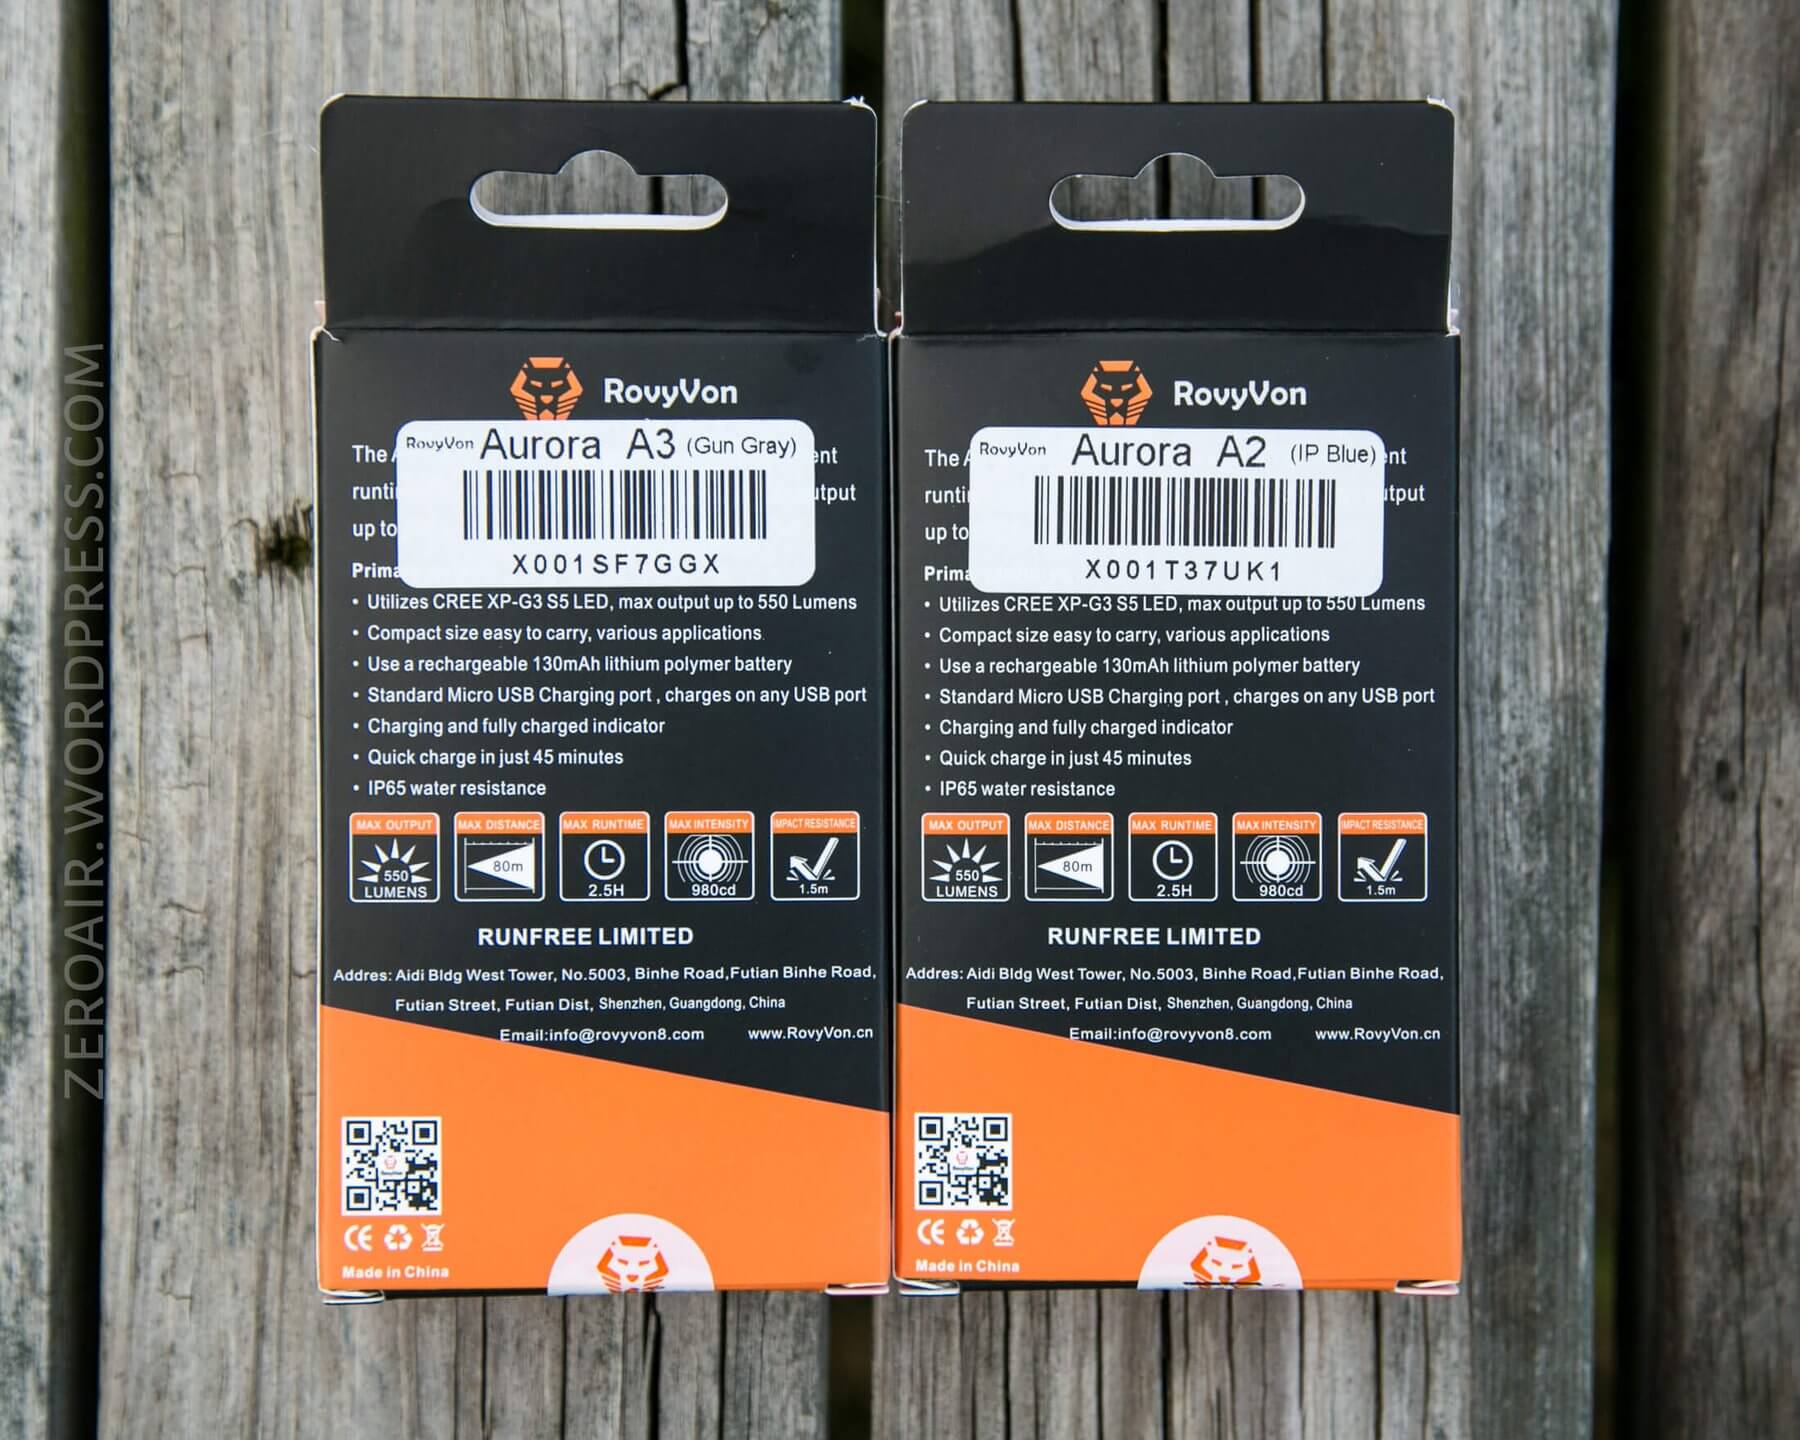 ZEROAIR.WORDPRESS.COM
RovyVon
RovyVon Aurora A3 (Gun Gray)
X001SF7GGX
The
up to
• Utilizes CREE XP-G3 S5 LED, max output up to 550 Lumens
• Compact size easy to carry, various applications
• Use a rechargeable 130mAh lithium polymer battery
• Standard Micro USB Charging port , charges on any USB port
• Charging and fully charged indicator
• Quick charge in just 45 minutes
• IP65 water resistance
MAX OUTPUT MAX DISTANCE MAX RUNTIME MAX INTENSITY IMPACT RESISTANCE
550 80m
LUMENS 2.5H 980cd 1.5m
RUNFREE LIMITED
Addres: Aidi Bldg West Tower, No.5003, Binhe Road,Futian Binhe Road,
Futian Street, Futian Dist, Shenzhen, Guangdong, China
Email:info@rovyvon8.com www.RovyVon.cn
RovyVon
CE
Made in China
RovyVon
RovyVon Aurora A2 (IP Blue)
X001T37UK1
The
up to
• Utilizes CREE XP-G3 S5 LED, max output up to 550 Lumens
• Compact size easy to carry, various applications
• Use a rechargeable 130mAh lithium polymer battery
• Standard Micro USB Charging port , charges on any USB port
• Charging and fully charged indicator
• Quick charge in just 45 minutes
• IP65 water resistance
MAX OUTPUT MAX DISTANCE MAX RUNTIME MAX INTENSITY IMPACT RESISTANCE
550 80m
LUMENS 2.5H 980cd 1.5m
RUNFREE LIMITED
Addres: Aidi Bldg West Tower, No.5003, Binhe Road,Futian Binhe Road,
Futian Street, Futian Dist, Shenzhen, Guangdong, China
Email:info@rovyvon8.com www.RovyVon.cn
RovyVon
CE
Made in China